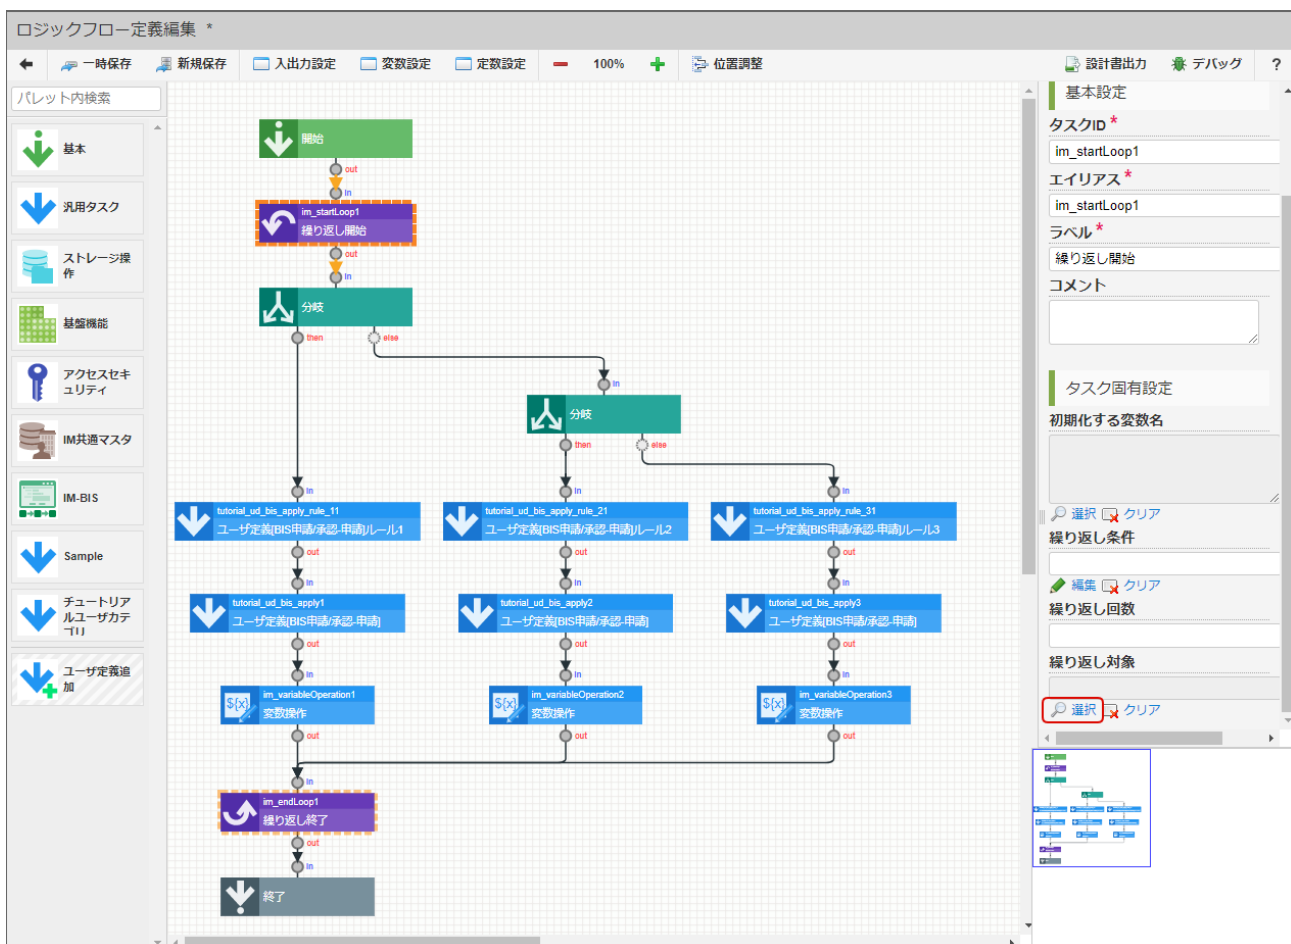 ロジックフロー定義編集 *
一時保存 新規保存 入出力設定 変数設定 定数設定 100% 位置調整 設計書出力 デバッグ ?
パレット内検索
基本
汎用タスク
ストレージ操
作
基盤機能
アクセスセキ
ュリティ
IM共通マスタ
IM-BIS
Sample
チュートリア
ルユーザカテ
ゴリ
ユーザ定義追
加
開始
out
in
im_startLoop1
繰り返し開始
out
in
分岐
then else
in
分岐
then else
in in in
tutorial_ud_bis_apply_rule_11
ユーザ定義[BIS申請/承認-申請]ルール1
tutorial_ud_bis_apply_rule_21
ユーザ定義[BIS申請/承認-申請]ルール2
tutorial_ud_bis_apply_rule_31
ユーザ定義[BIS申請/承認-申請]ルール3
out out out
in in in
tutorial_ud_bis_apply1
ユーザ定義[BIS申請/承認-申請]
tutorial_ud_bis_apply2
ユーザ定義[BIS申請/承認-申請]
tutorial_ud_bis_apply3
ユーザ定義[BIS申請/承認-申請]
out out out
in in in
${x}
im_variableOperation1
変数操作
${x}
im_variableOperation2
変数操作
${x}
im_variableOperation3
変数操作
out out out
in
im_endLoop1
繰り返し終了
out
in
終了
基本設定
タスクID *
im_startLoop1
エイリアス *
im_startLoop1
ラベル *
繰り返し開始
コメント
タスク固有設定
初期化する変数名
選択 クリア
繰り返し条件
編集 クリア
繰り返し回数
繰り返し対象
選択 クリア